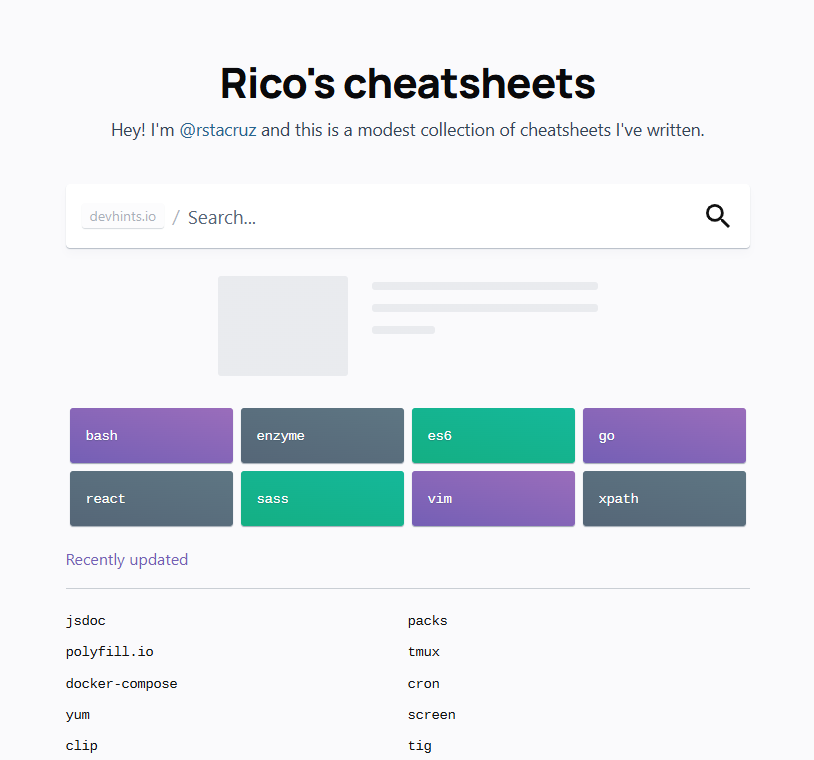 Rico's cheatsheets
Hey! I'm @rstacruz and this is a modest collection of cheatsheets I've written.
devhints.io / Search...
bash enzyme es6 go
react sass vim xpath
Recently updated
jsdoc packs
polyfill.io tmux
docker-compose cron
yum screen
clip tig